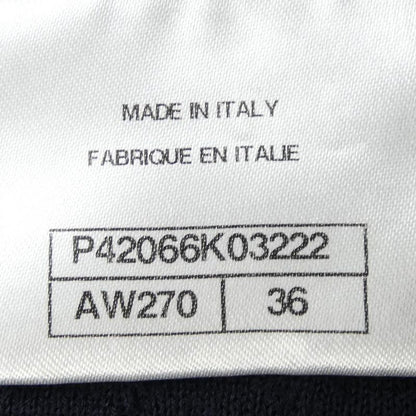 MADE IN ITALY
FABRIQUE EN ITALIE
P42066K03222
AW270 36